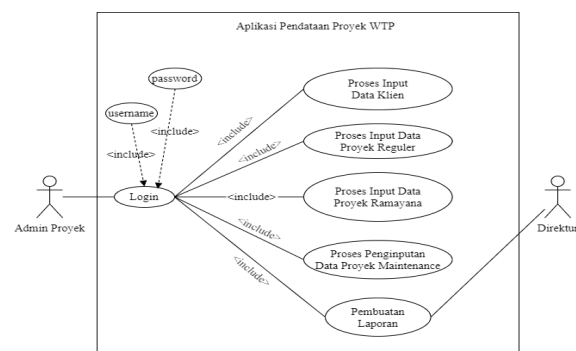 Aplikasi Pendataan Proyek WTP
password
username
<include>
<include>
Login
Admin Proyek
<include>
<include>
<include>
<include>
<include>
Proses Input
Data Klien
Proses Input Data
Proyek Reguler
Proses Input Data
Proyek Ramayana
Proses Penginputan
Data Proyek Maintenance
Pembuatan
Laporan
Direktur